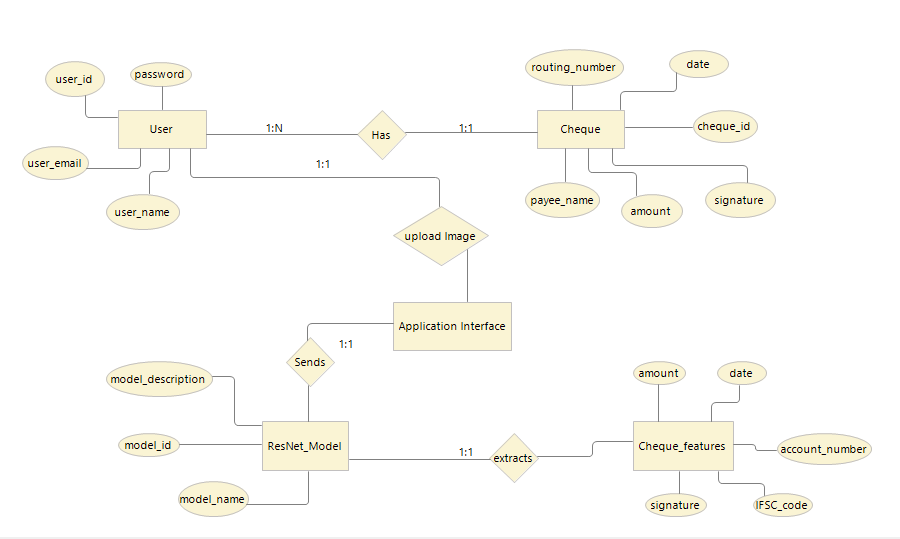 routing_number
date
user_id
password
User
1:N
Has
1:1
Cheque
cheque_id
user_email
1:1
user_name
payee_name
amount
signature
upload Image
Application Interface
1:1
Sends
model_description
amount
date
model_id
ResNet_Model
1:1
extracts
Cheque_features
account_number
model_name
signature
IFSC_code